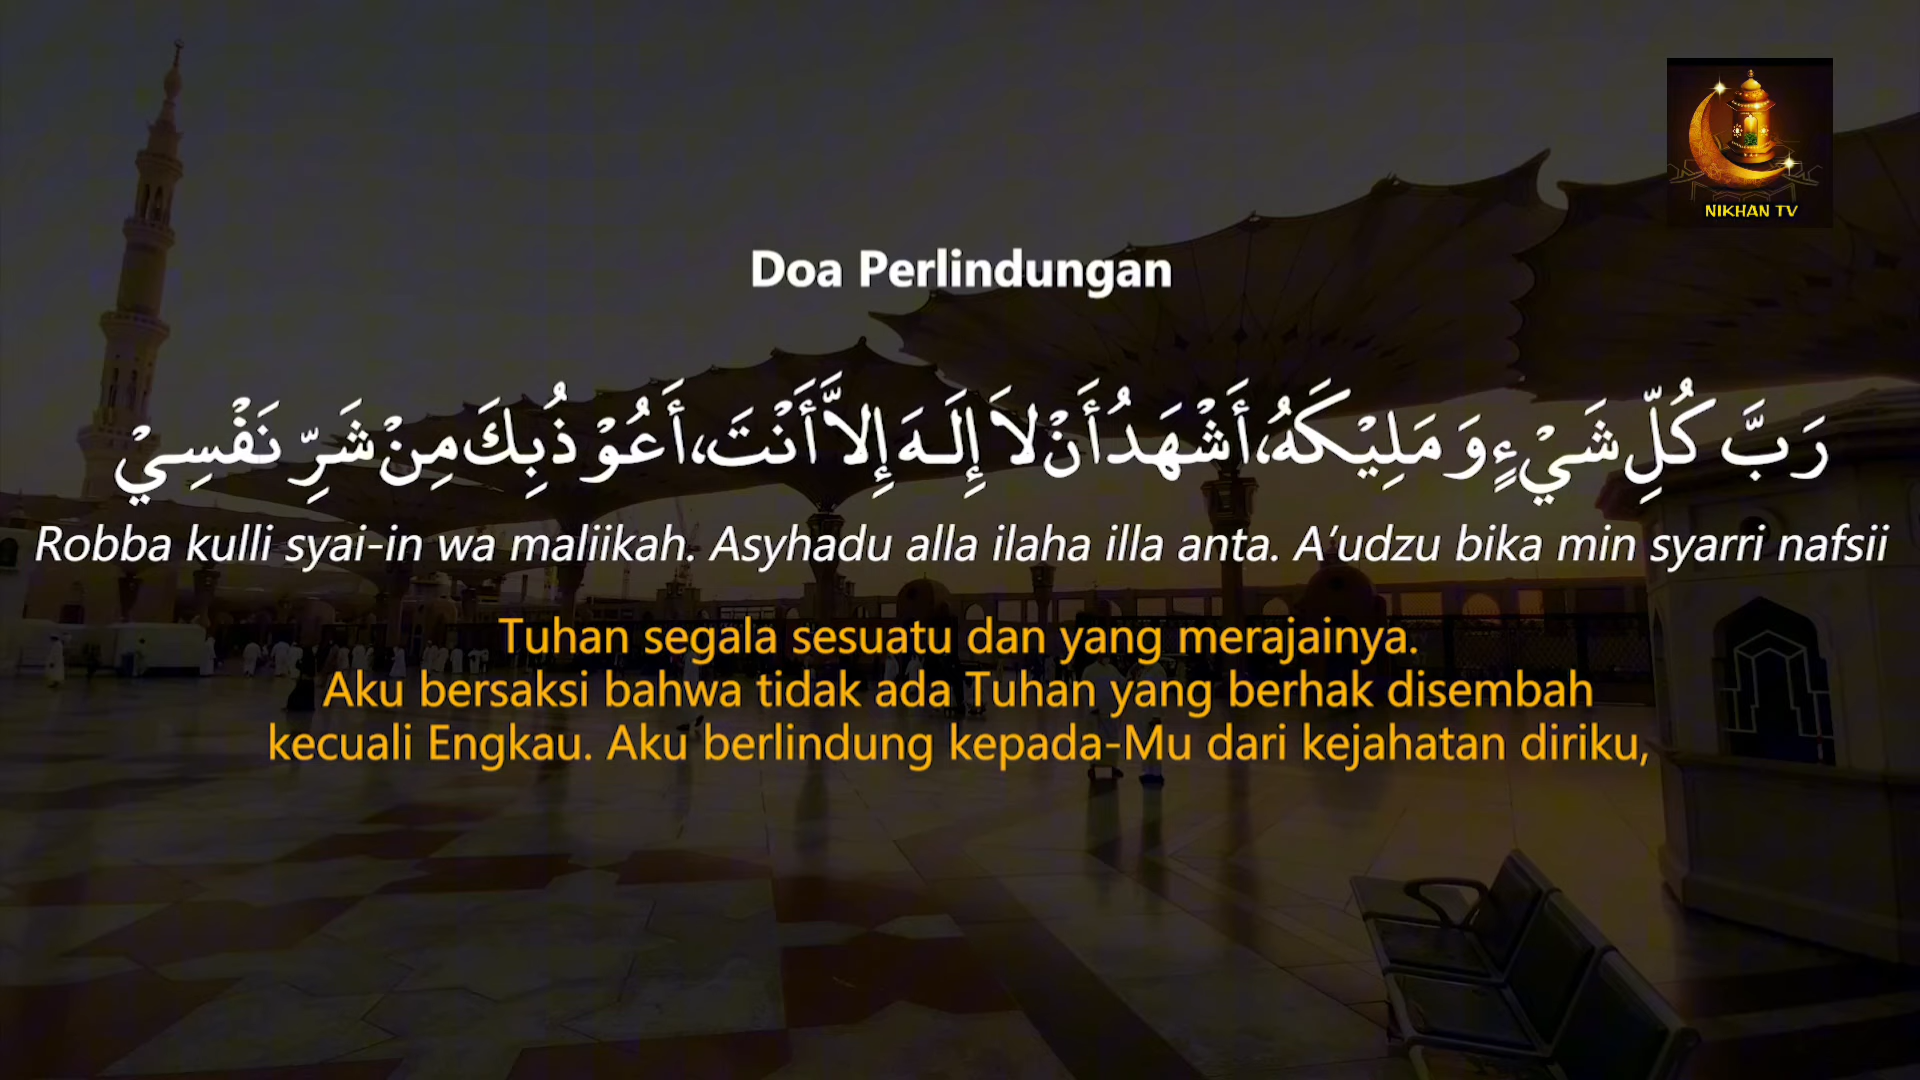 NIKHAN TV
Doa Perlindungan
رَبَّ كُلِّ شَيْءٍ وَ مَلِيْكَهُ، أَشْهَدُ أَنْ لاَ إِلَـهَ إِلاَّ أَنْتَ، أَعُوْذُ بِكَ مِنْ شَرِّ نَفْسِيْ
Robba kulli syai-in wa maliikah. Asyhadu alla ilaha illa anta. A’udzu bika min syarri nafsii
Tuhan segala sesuatu dan yang merajainya.
Aku bersaksi bahwa tidak ada Tuhan yang berhak disembah
kecuali Engkau. Aku berlindung kepada-Mu dari kejahatan diriku,